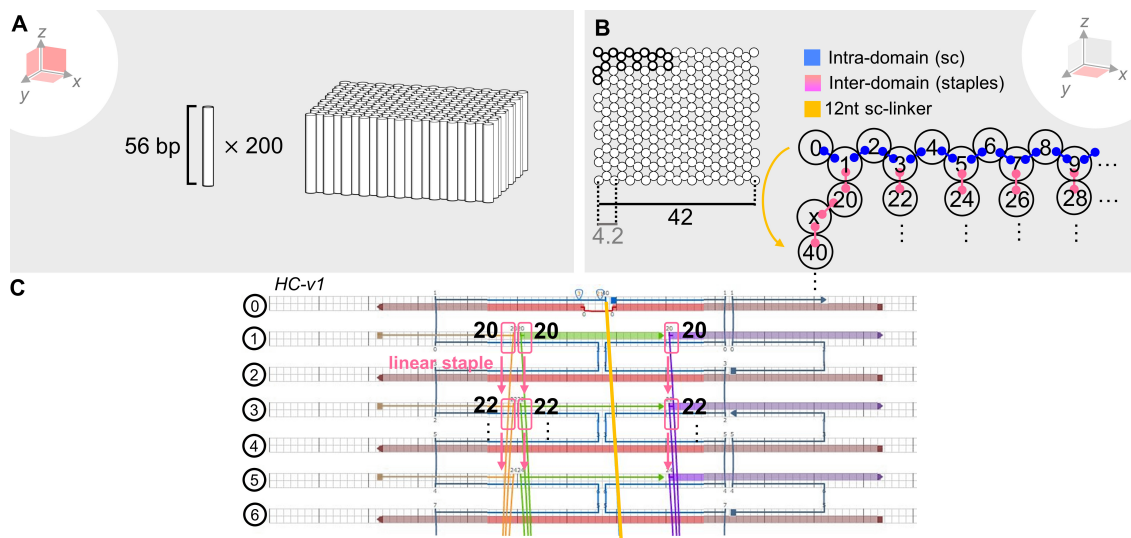 A
z
x
y
56 bp
× 200
B
z
x
y
Intra-domain (sc)
Inter-domain (staples)
12nt sc-linker
42
4.2
0 1 2 3 4 5 6 7 8 9 ...
20 22 24 26 28 ...
x
40
C
HC-v1
0
1
20 20 20
linear staple
2
3
22 22 22
4
5
6